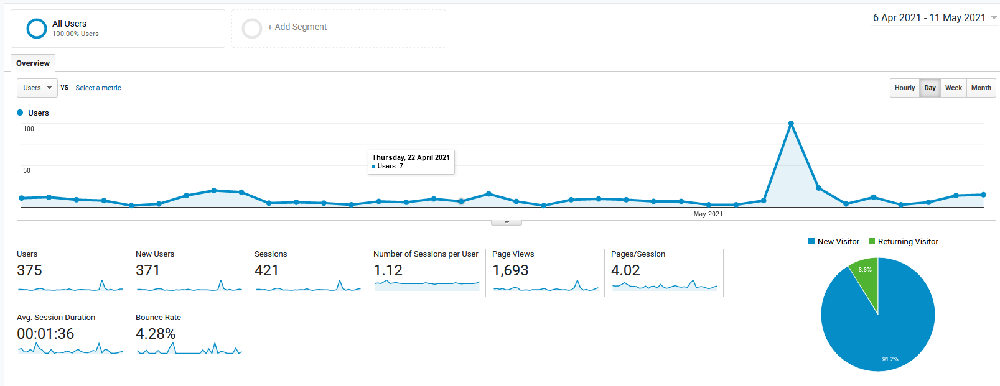 All Users
100.00% Users
+ Add Segment
6 Apr 2021 - 11 May 2021
Overview
Users VS Select a metric
Hourly Day Week Month
Users
100
50
Thursday, 22 April 2021
Users: 7
May 2021
New Visitor Returning Visitor
Users New Users Sessions Number of Sessions per User Page Views Pages/Session
375 371 421 1.12 1,693 4.02
8.8%
Avg. Session Duration Bounce Rate
00:01:36 4.28%
91.2%